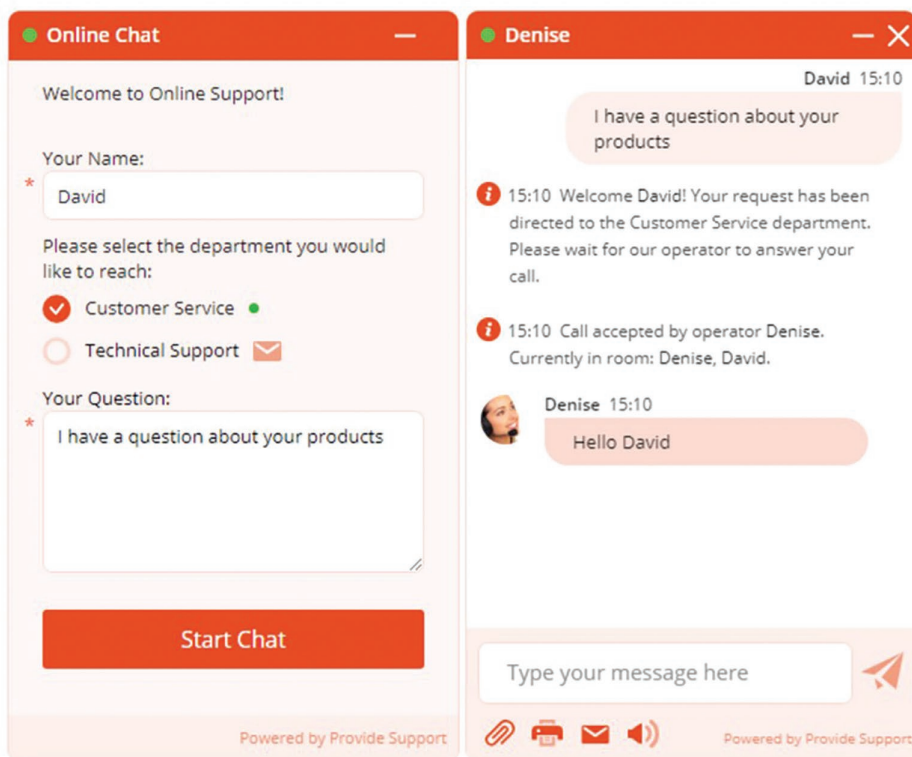 Online Chat
Welcome to Online Support!
Your Name:
*
David
Please select the department you would
like to reach:
Customer Service
Technical Support
Your Question:
*
I have a question about your products
Start Chat
Powered by Provide Support
Denise
David 15:10
I have a question about your
products
15:10 Welcome David! Your request has been
directed to the Customer Service department.
Please wait for our operator to answer your
call.
15:10 Call accepted by operator Denise.
Currently in room: Denise, David.
Denise 15:10
Hello David
Type your message here
Powered by Provide Support